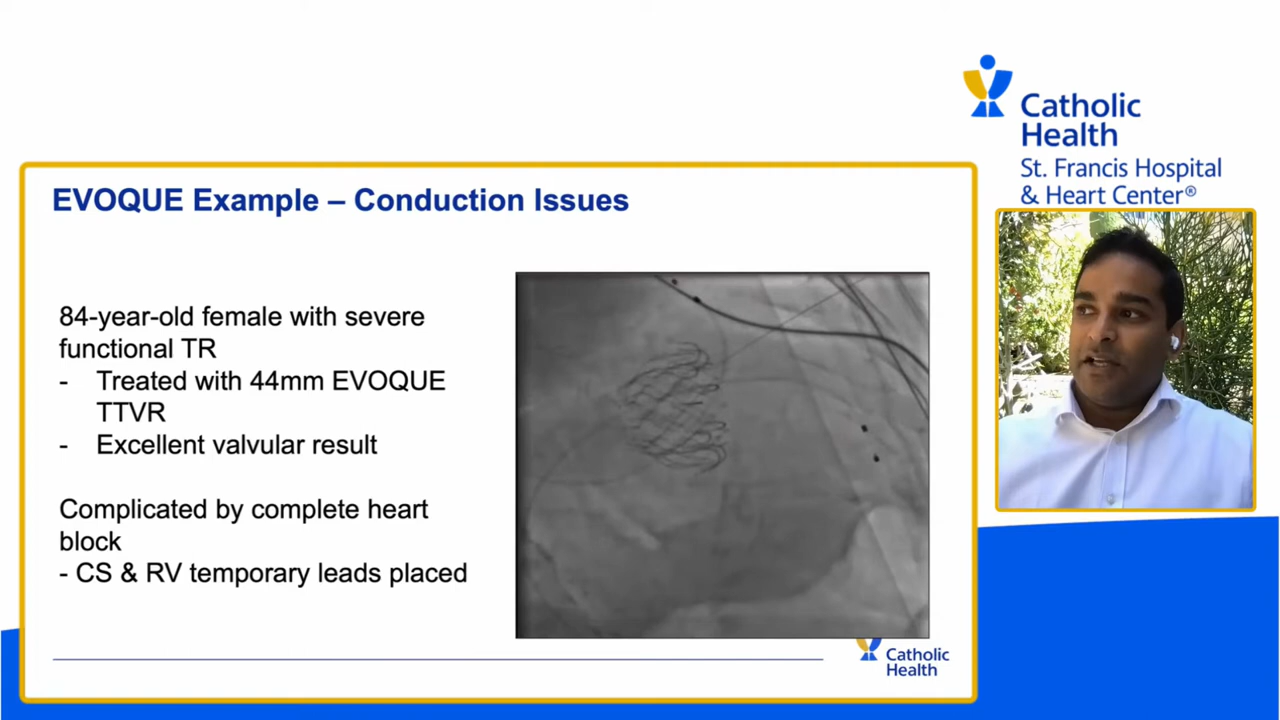 Catholic
Health
St. Francis Hospital
& Heart Center®
EVOQUE Example – Conduction Issues
84-year-old female with severe
functional TR
- Treated with 44mm EVOQUE
TTVR
- Excellent valvular result
Complicated by complete heart
block
- CS & RV temporary leads placed
Catholic
Health